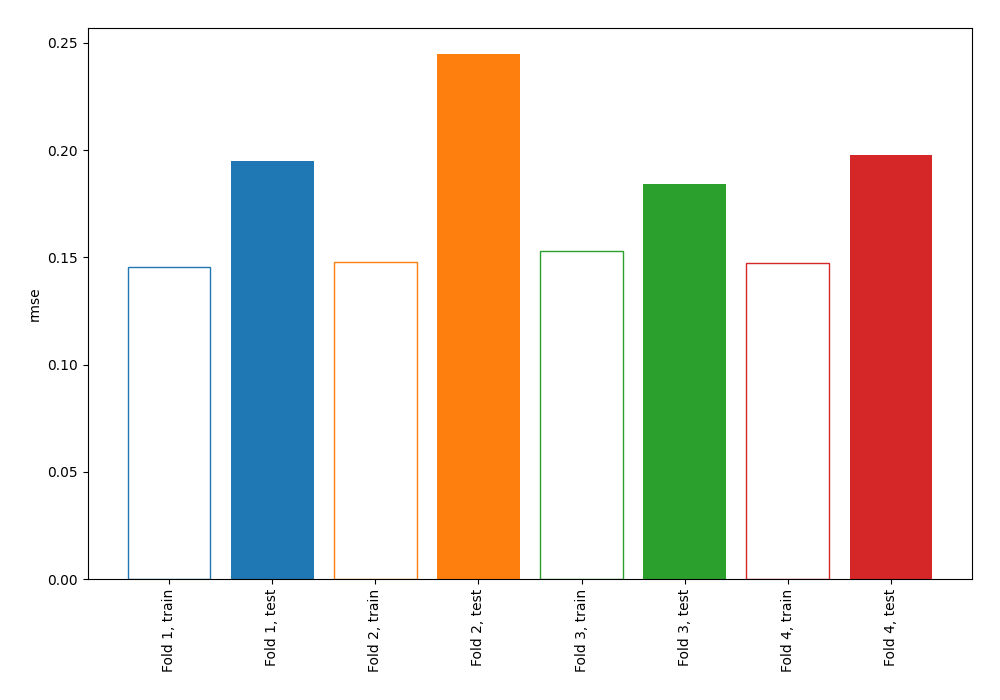 0.25
0.20
0.15
0.10
0.05
0.00
rmse
Fold 1, train
Fold 1, test
Fold 2, train
Fold 2, test
Fold 3, train
Fold 3, test
Fold 4, train
Fold 4, test